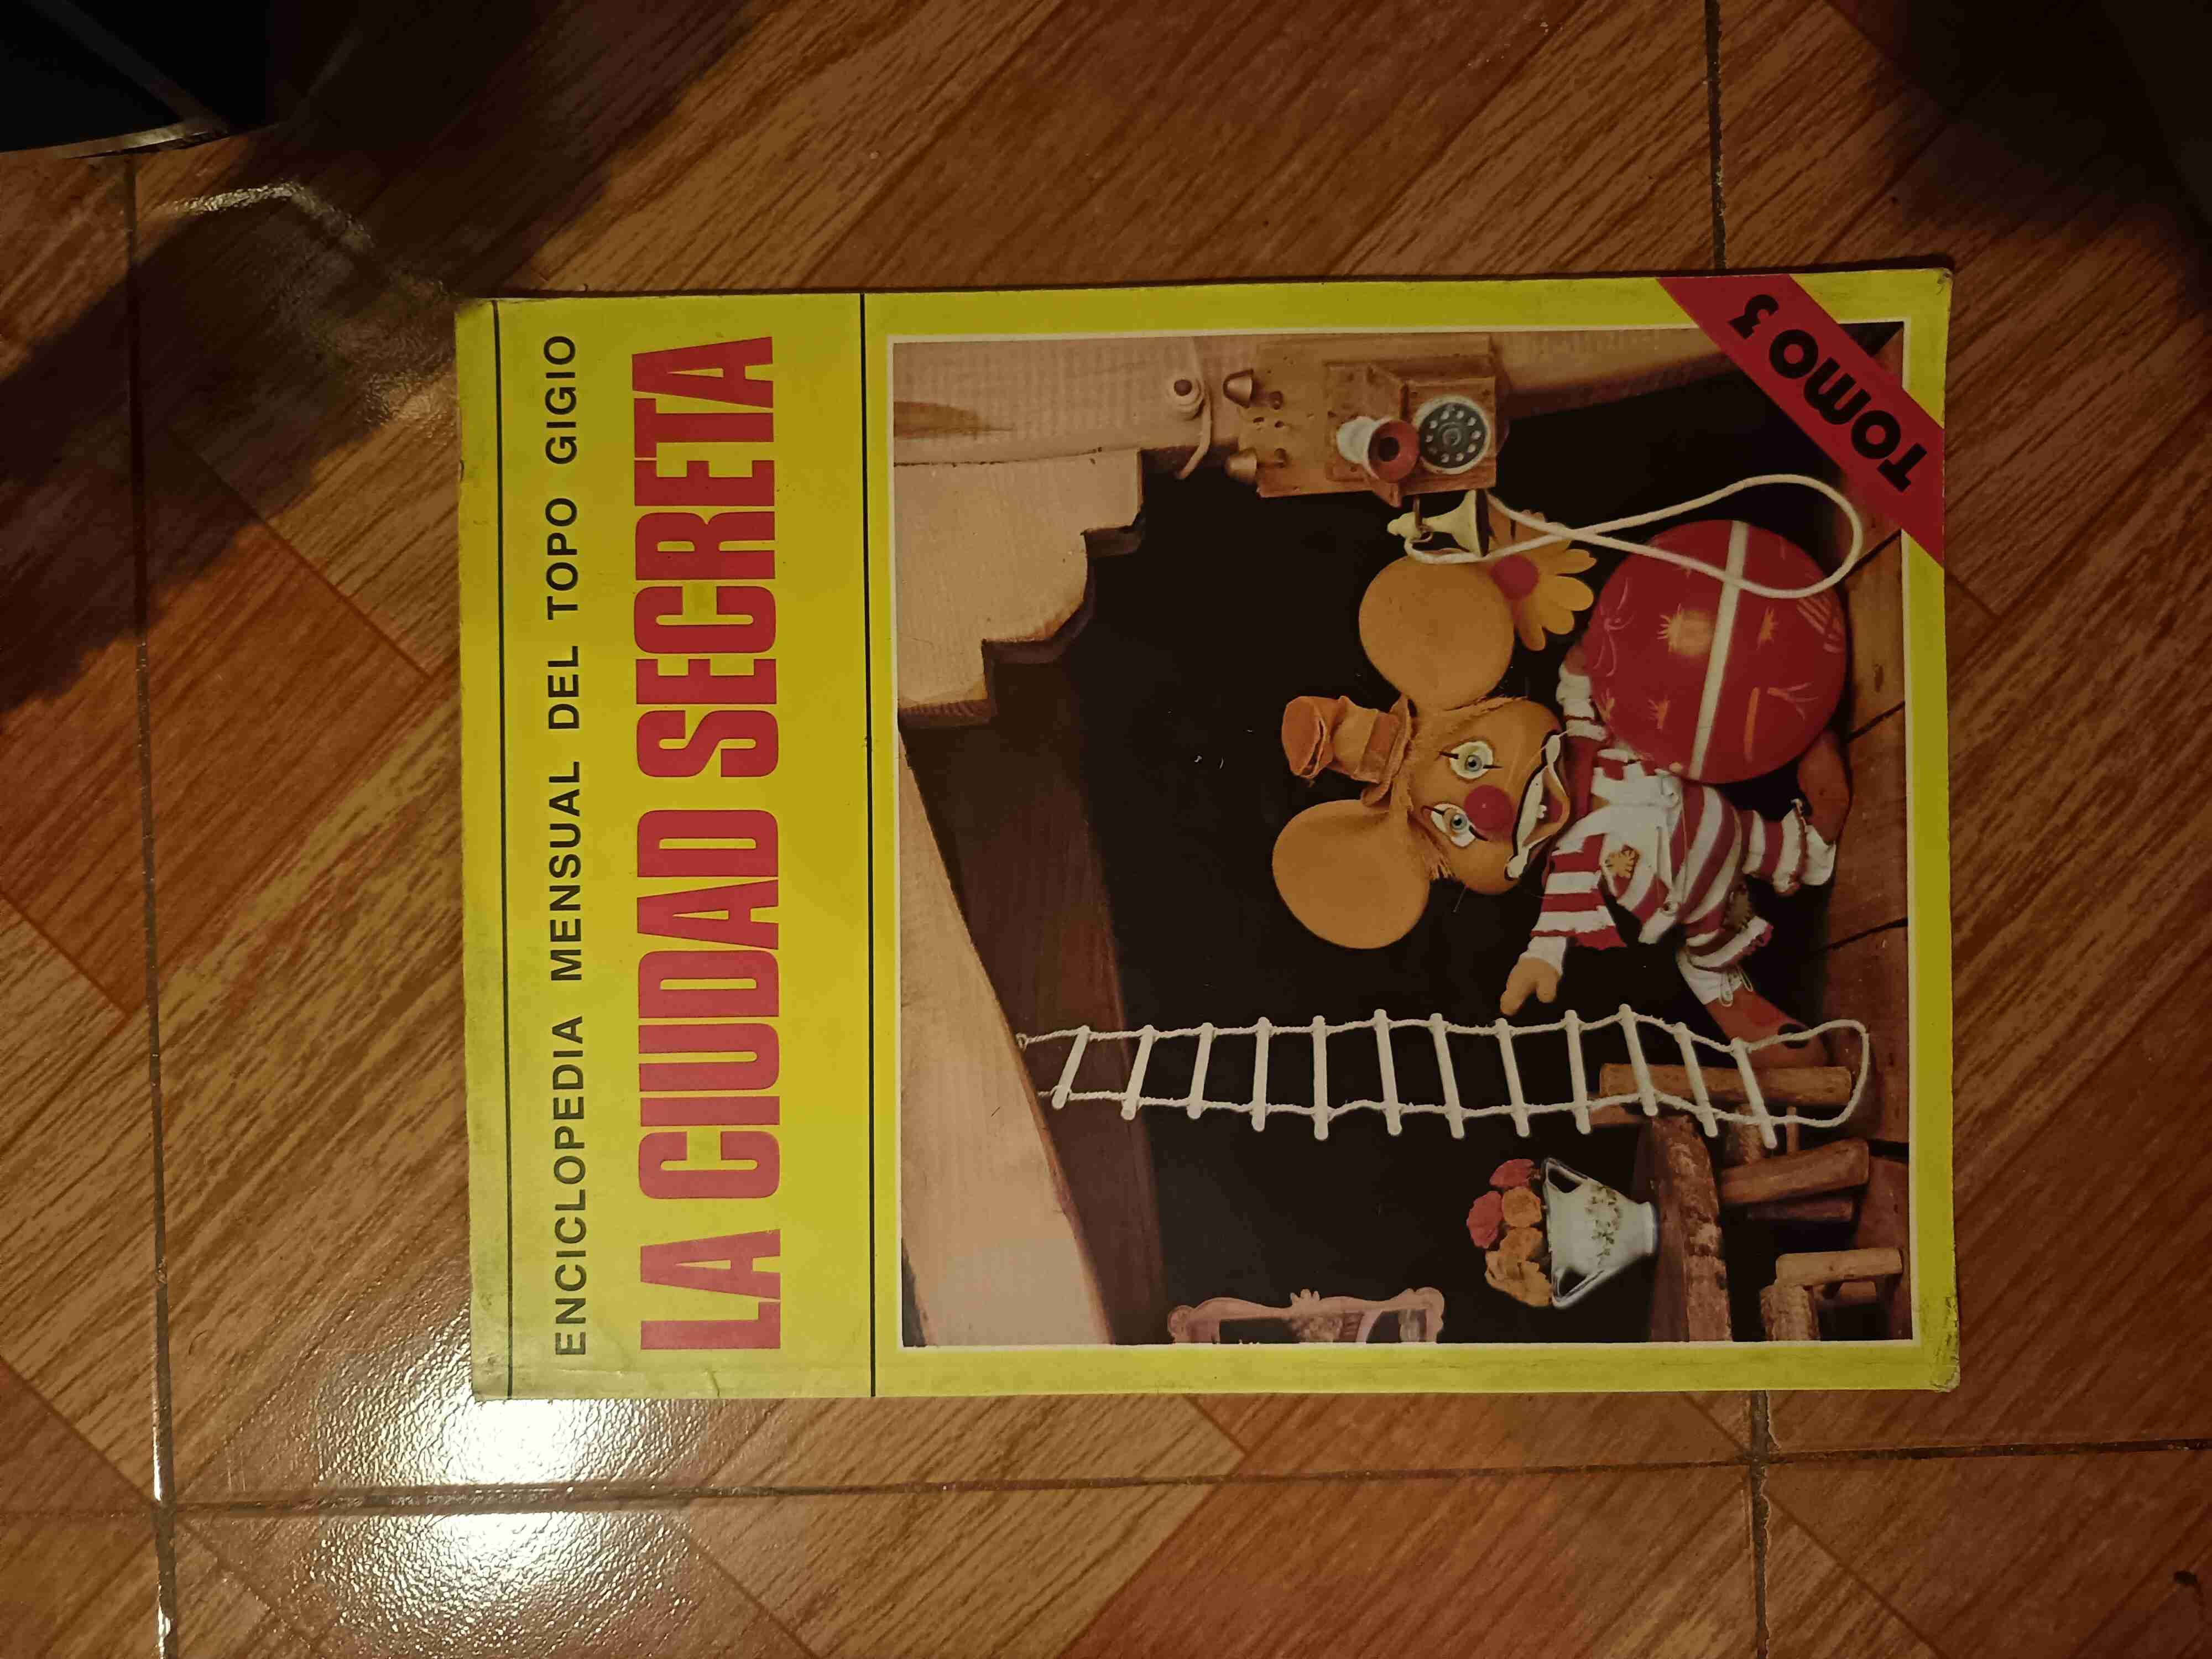 ENCICLOPEDIA MENSUAL DEL TOPO GIGIO
LA CIUDAD SECRETA
TOMO 3